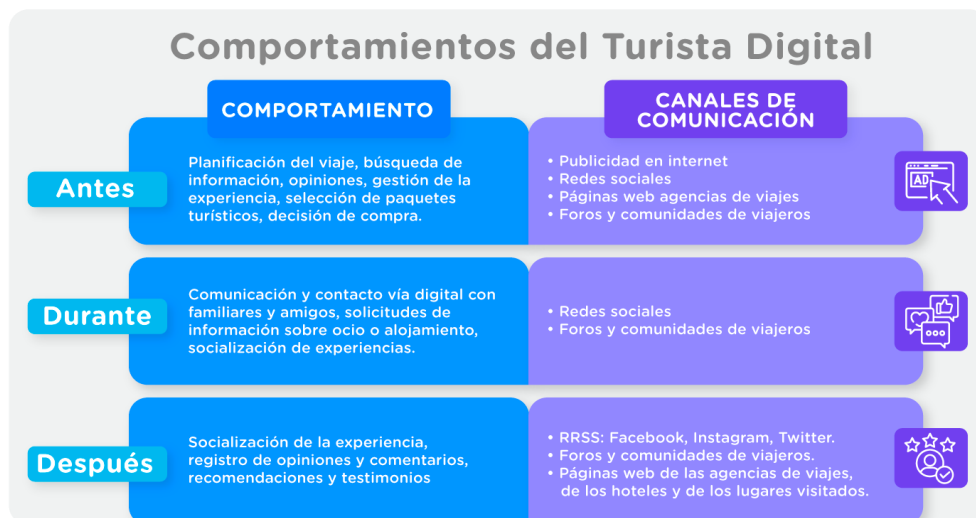 Comportamientos del Turista Digital
COMPORTAMIENTO
CANALES DE
COMUNICACIÓN
Antes
Planificación del viaje, búsqueda de
información, opiniones, gestión de la
experiencia, selección de paquetes
turísticos, decisión de compra.
• Publicidad en internet
• Redes sociales
• Páginas web agencias de viajes
• Foros y comunidades de viajeros
AD
Durante
Comunicación y contacto vía digital con
familiares y amigos, solicitudes de
información sobre ocio o alojamiento,
socialización de experiencias.
• Redes sociales
• Foros y comunidades de viajeros
Después
Socialización de la experiencia,
registro de opiniones y comentarios,
recomendaciones y testimonios
• RRSS: Facebook, Instagram, Twitter.
• Foros y comunidades de viajeros.
• Páginas web de las agencias de viajes,
de los hoteles y de los lugares visitados.